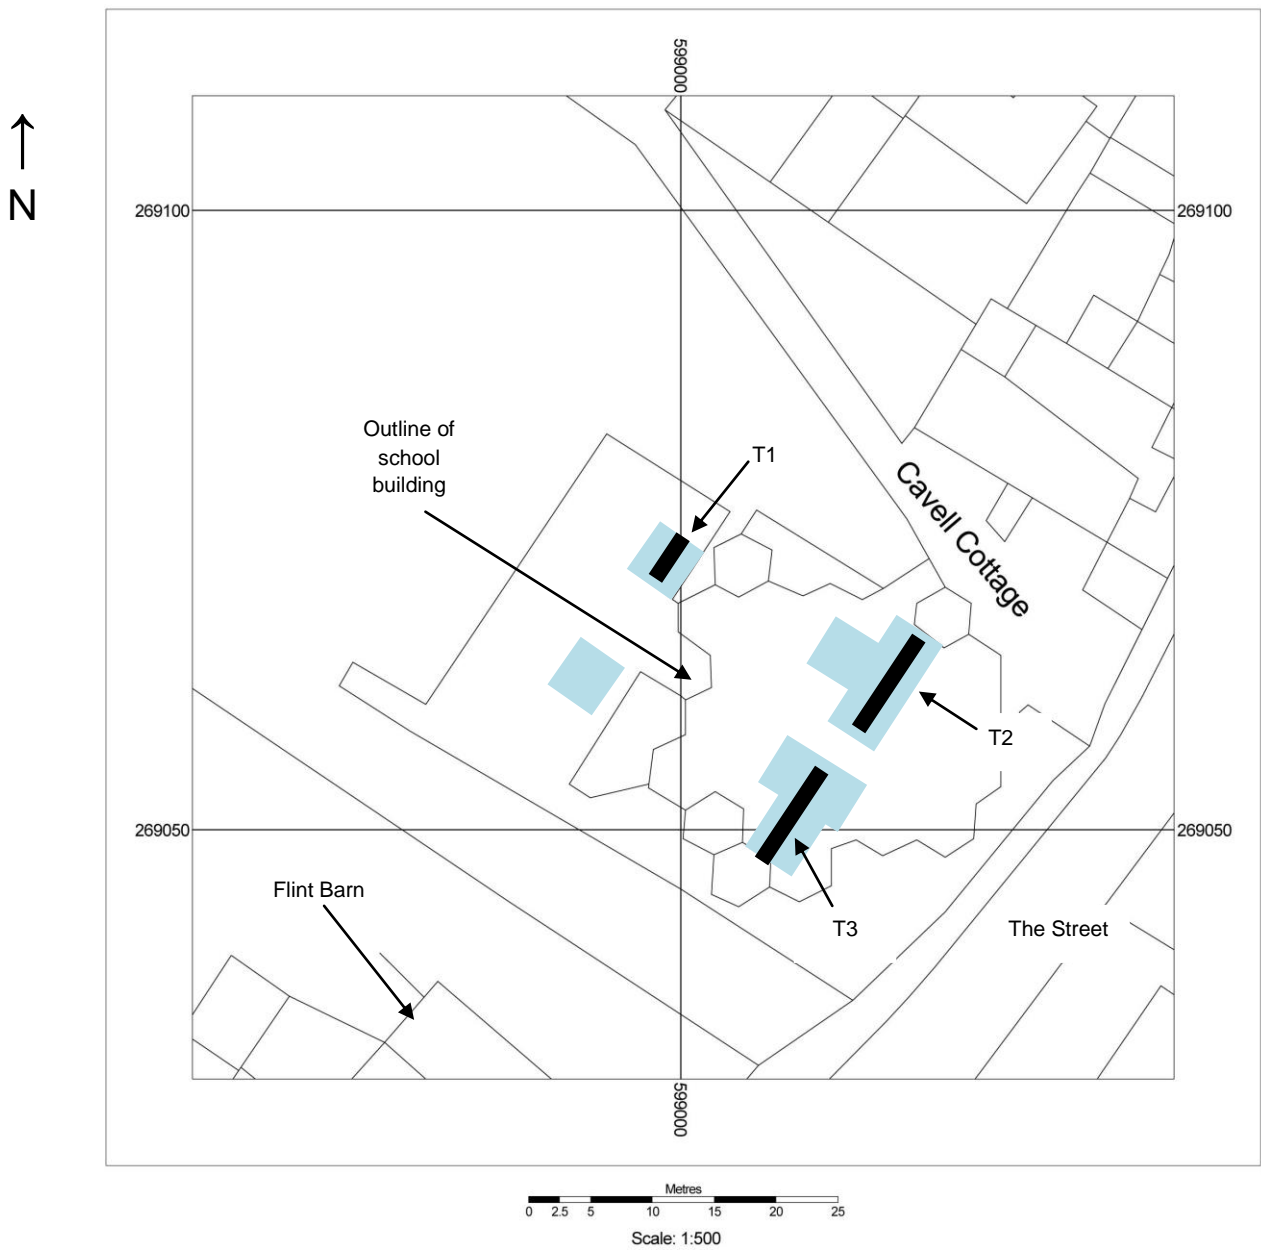 599000
N
269100
269100
Outline of
school
building
T1
Cavell Cottage
T2
269050
269050
Flint Barn
T3
The Street
599000
Metres
0 2.5 5 10 15 20 25
Scale: 1:500